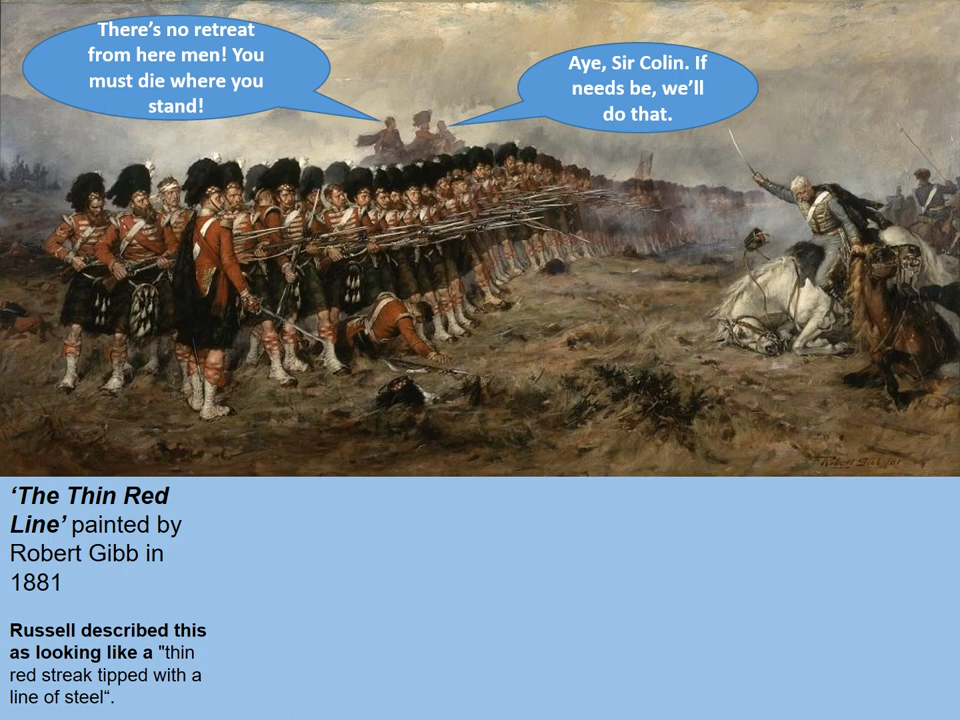 There’s no retreat
from here men! You
must die where you
stand!
Aye, Sir Colin. If
needs be, we’ll
do that.
‘The Thin Red
Line’ painted by
Robert Gibb in
1881
Russell described this
as looking like a "thin
red streak tipped with a
line of steel“.